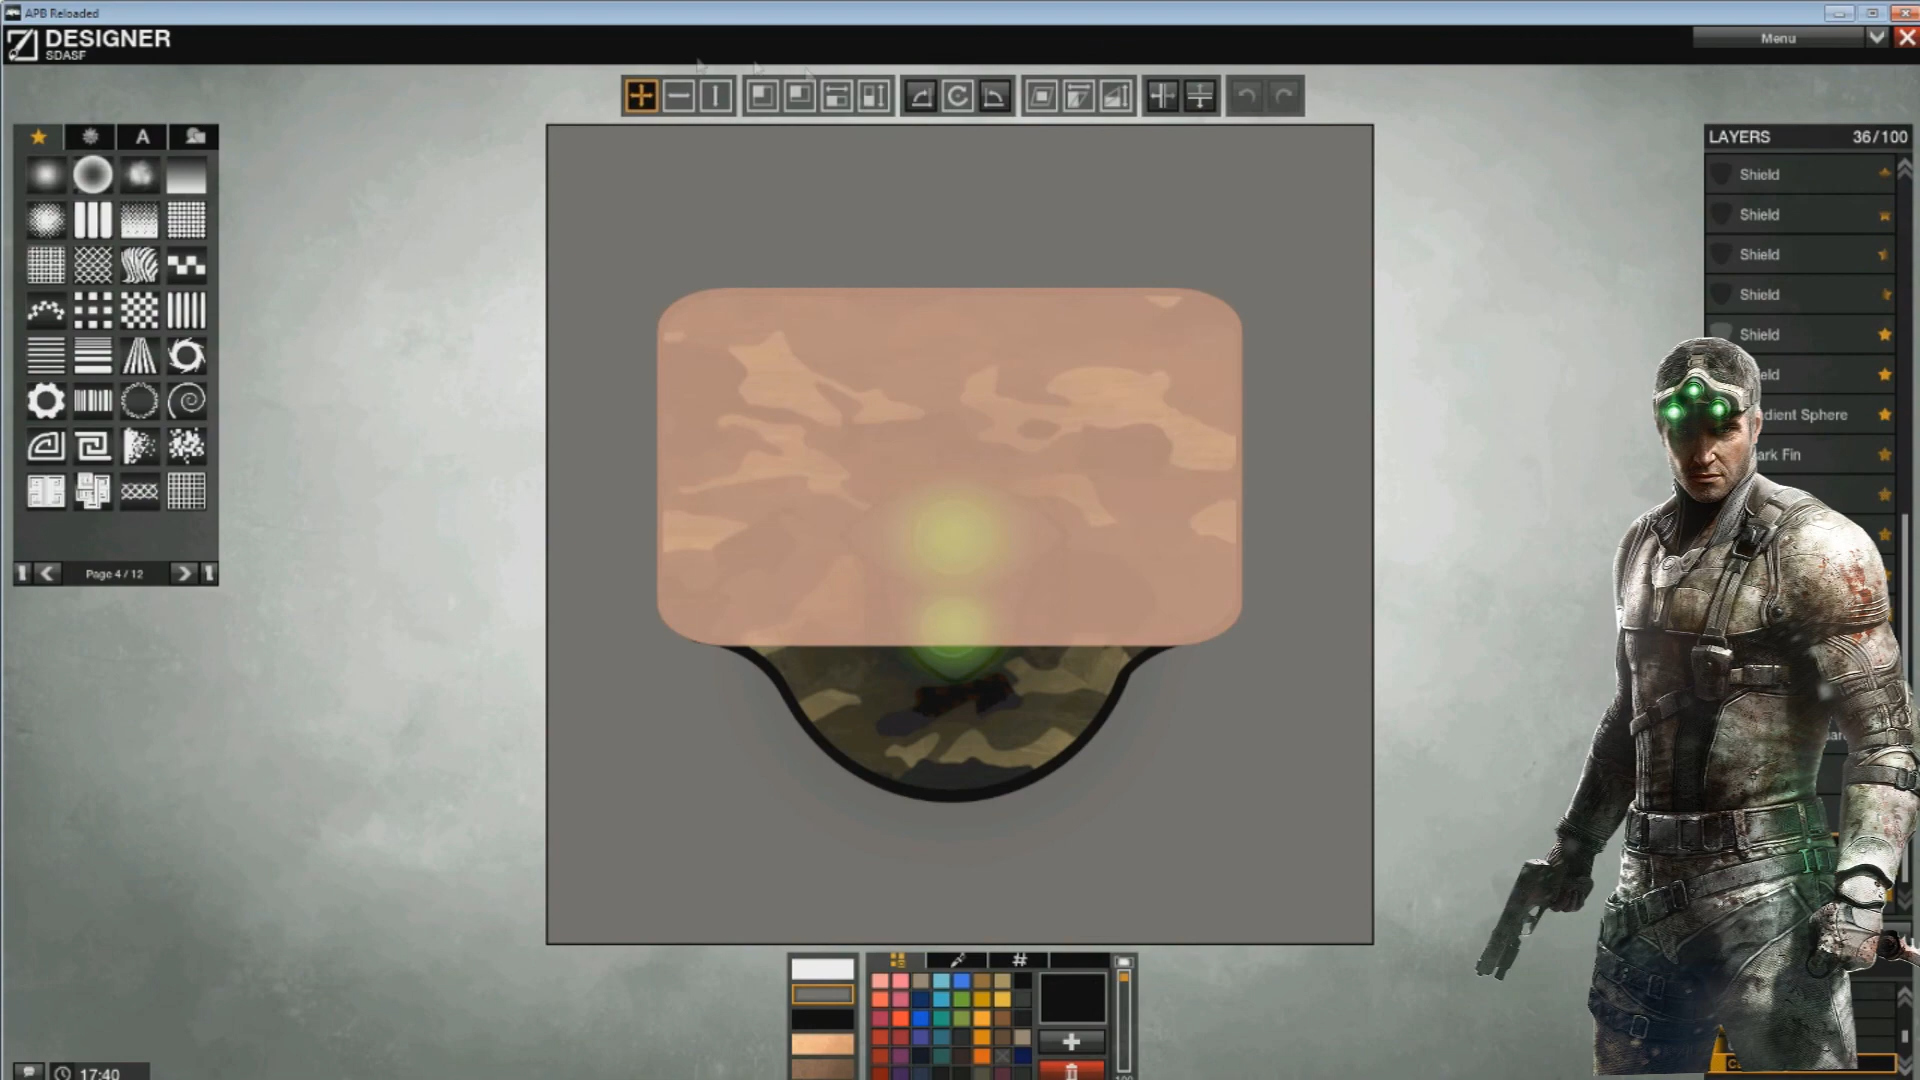 APB Reloaded
DESIGNER
SDASF
Menu
A
Page 4 / 12
LAYERS 36/100
Shield
Shield
Shield
Shield
Shield
eld
dient Sphere
ark Fin
#
17:40